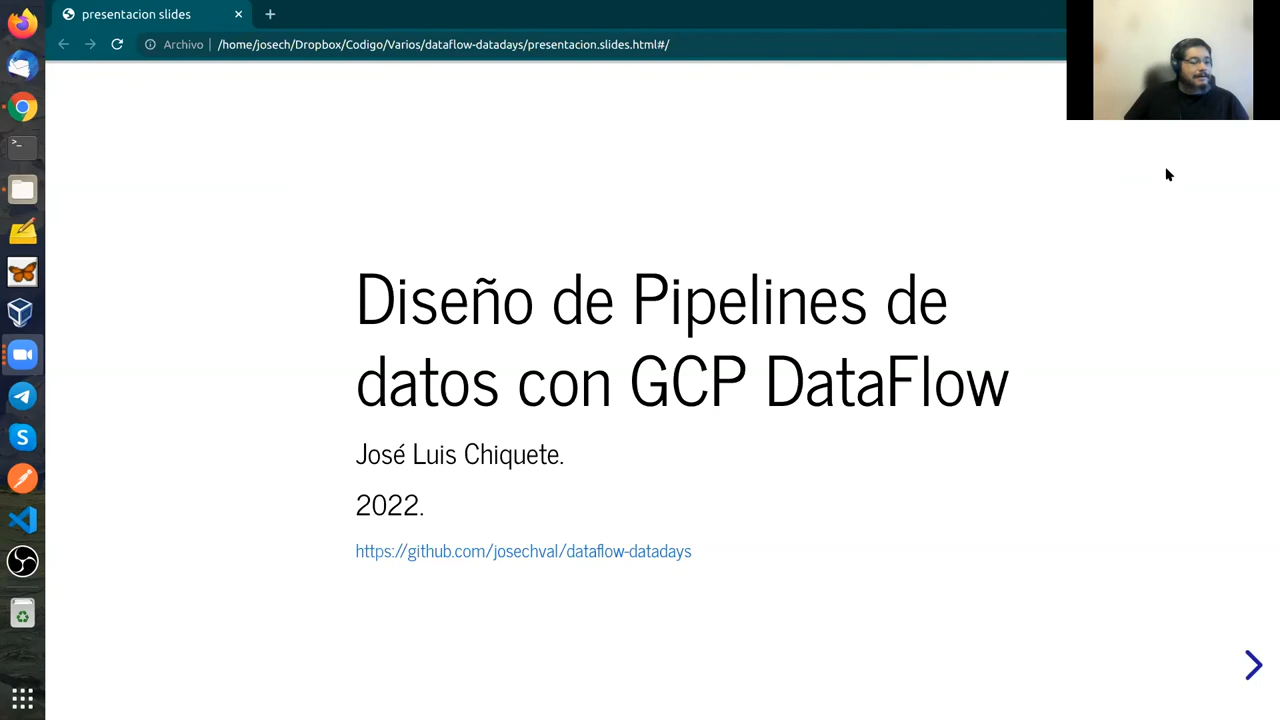 presentacion slides
Archivo
/home/josech/Dropbox/Codigo/Varios/dataflow-datadays/presentacion.slides.html#/
Diseño de Pipelines de
datos con GCP DataFlow
José Luis Chiquete.
2022.
https://github.com/josechval/dataflow-datadays